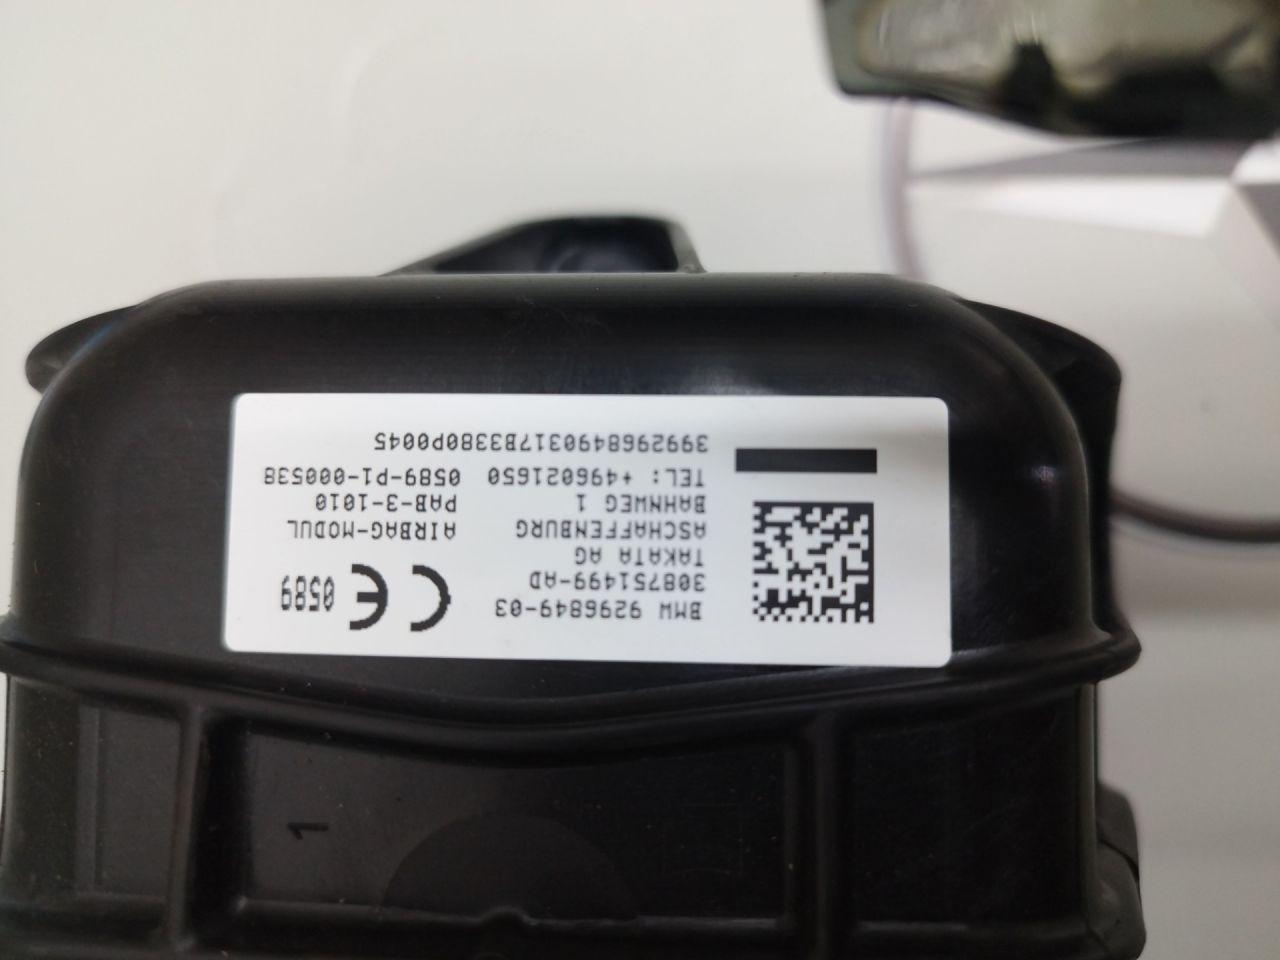 BMW 9296849-03
308751499-AD
TAKATA AG
ASCHAFFENBURG
BAHNWEG 1
TEL: +496021650
CE 0589
AIRBAG-MODUL
PAB-3-1010
0589-P1-000538
3992968490317B3380P0045
1